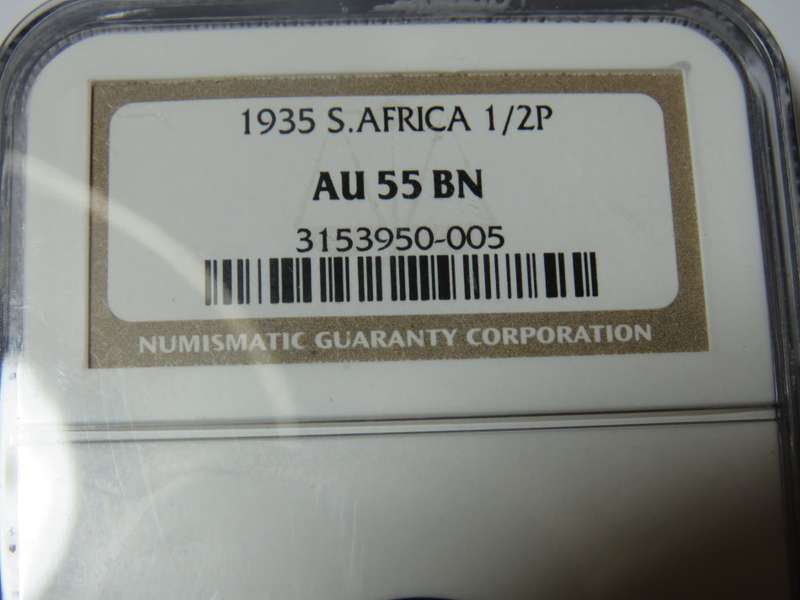 1935 S.AFRICA 1/2P
AU 55 BN
3153950-005
NUMISMATIC GUARANTY CORPORATION